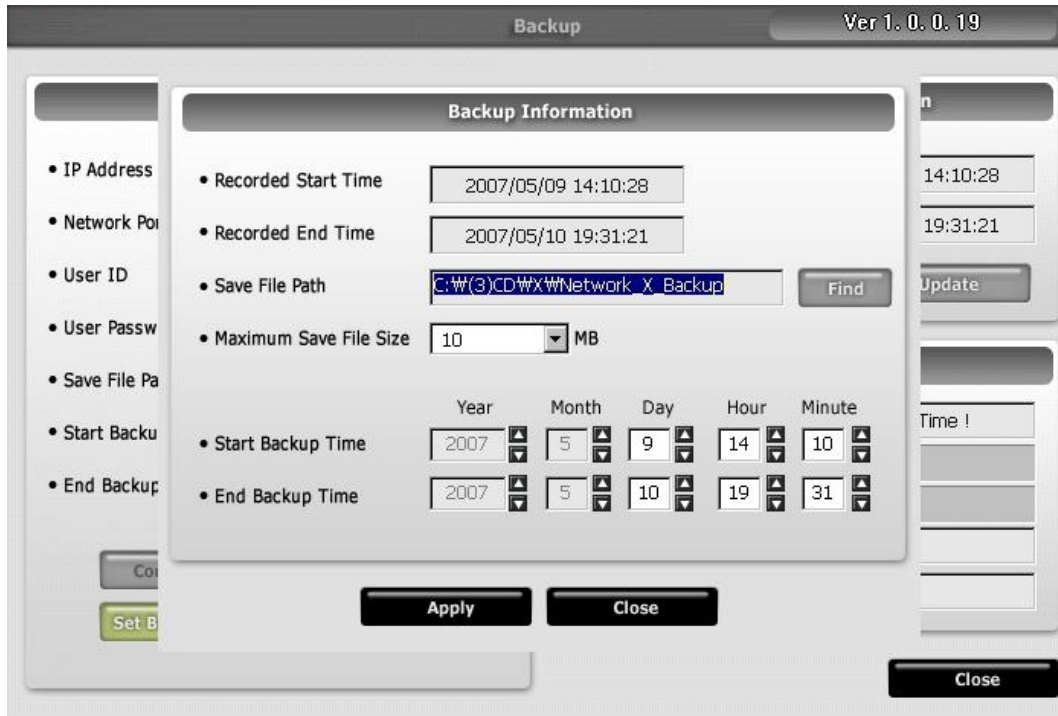 Backup
Ver 1. 0. 0. 19
Backup Information
• IP Address
• Network Por
• User ID
• User Passw
• Save File Pa
• Start Backu
• End Backup
• Recorded Start Time 2007/05/09 14:10:28
• Recorded End Time 2007/05/10 19:31:21
• Save File Path C:₩(3)CD₩X₩Network_X_Backup Find
• Maximum Save File Size 10 MB
Year Month Day Hour Minute
• Start Backup Time 2007 5 9 14 10
• End Backup Time 2007 5 10 19 31
Apply Close
n
14:10:28
19:31:21
Update
Time !
Set B
Close